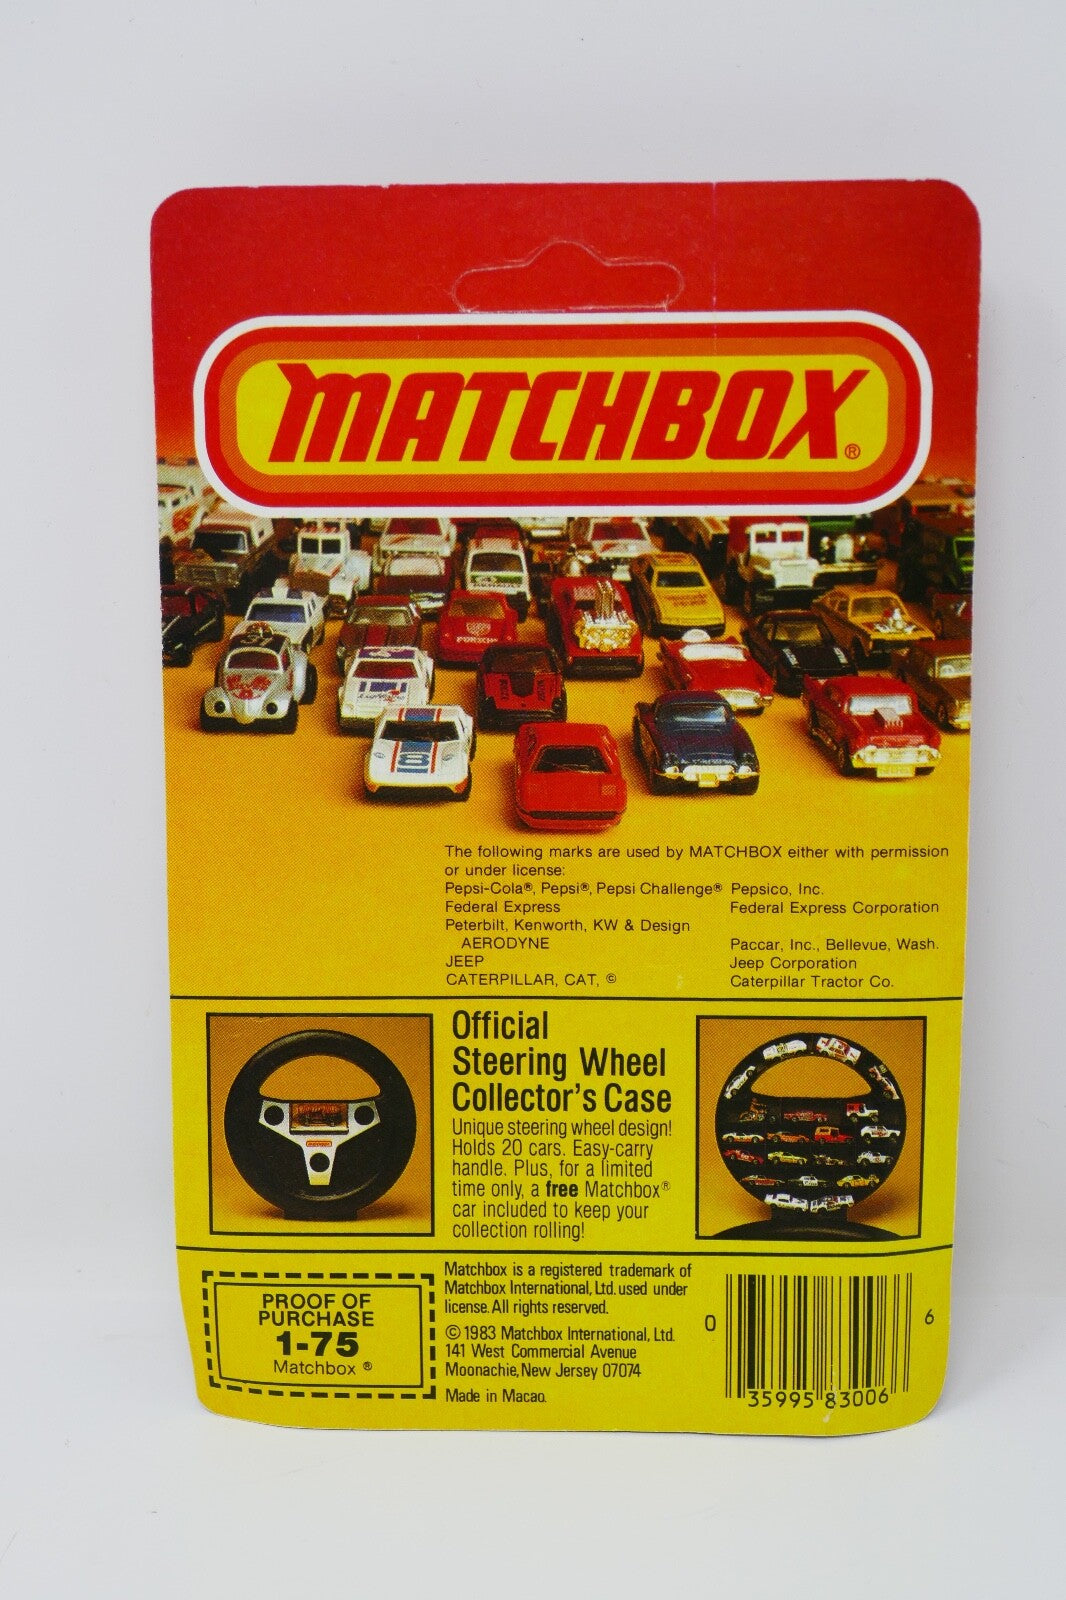 MATCHBOX®
PORSCHE
8
The following marks are used by MATCHBOX either with permission
or under license:
Pepsi-Cola®, Pepsi®, Pepsi Challenge® Pepsico, Inc.
Federal Express Federal Express Corporation
Peterbilt, Kenworth, KW & Design
AERODYNE Paccar, Inc., Bellevue, Wash.
JEEP Jeep Corporation
CATERPILLAR, CAT, © Caterpillar Tractor Co.
Official
Steering Wheel
Collector's Case
Unique steering wheel design!
Holds 20 cars. Easy-carry
handle. Plus, for a limited
time only, a free Matchbox®
car included to keep your
collection rolling!
PROOF OF
PURCHASE
1-75
Matchbox ®
Matchbox is a registered trademark of
Matchbox International, Ltd. used under
license. All rights reserved.
© 1983 Matchbox International, Ltd.
141 West Commercial Avenue
Moonachie, New Jersey 07074
Made in Macao.
0 35995 83006 6